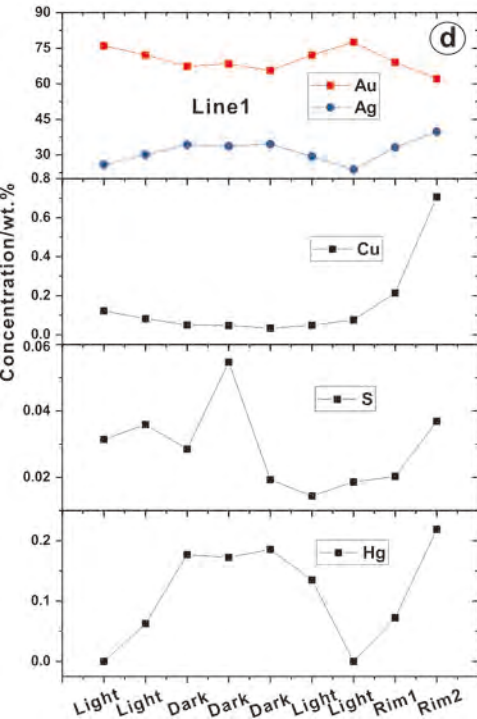 d
90
75
60
45
30
Au
Ag
Line1
Concentration/wt.%
0.8
0.6
0.4
0.2
0.0
Cu
0.06
0.04
0.02
S
0.2
0.1
0.0
Hg
Light Light Dark Dark Dark Light Light Rim1 Rim2